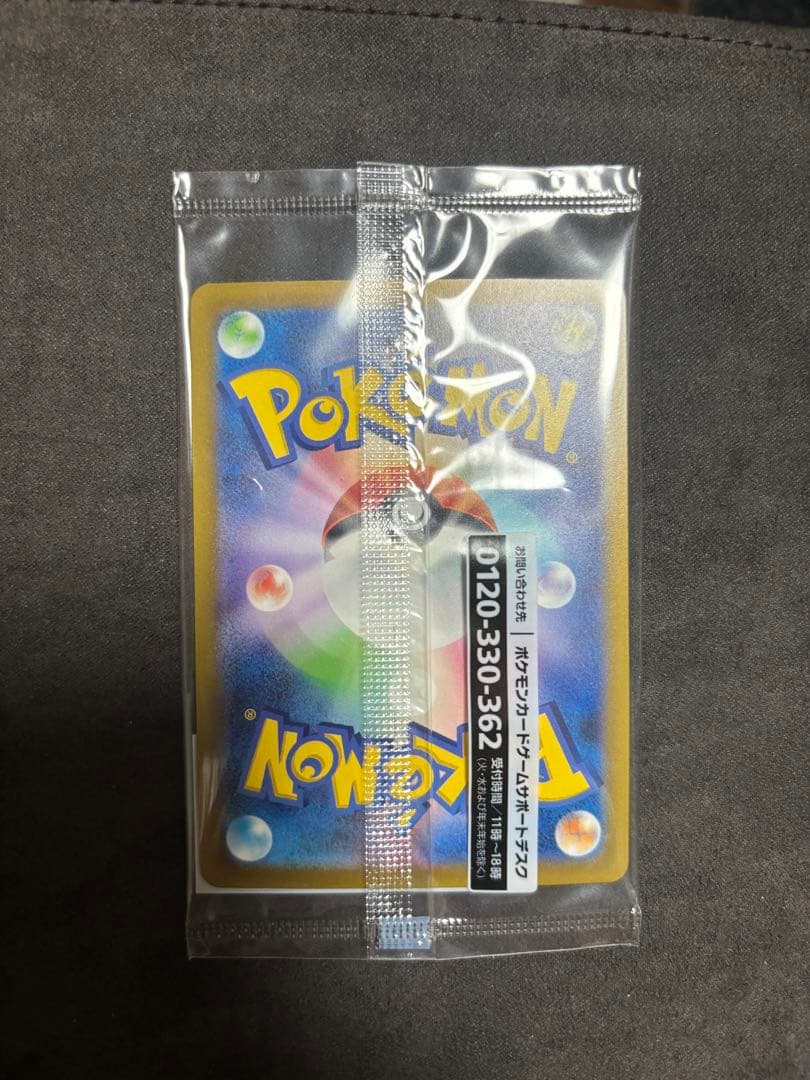 POKéMON
®
お問い合わせ先 | ポケモンカードゲームサポートデスク
0120-330-362 受付時間/11時~18時
(火・水および年末年始を除く)
POKéMON
®